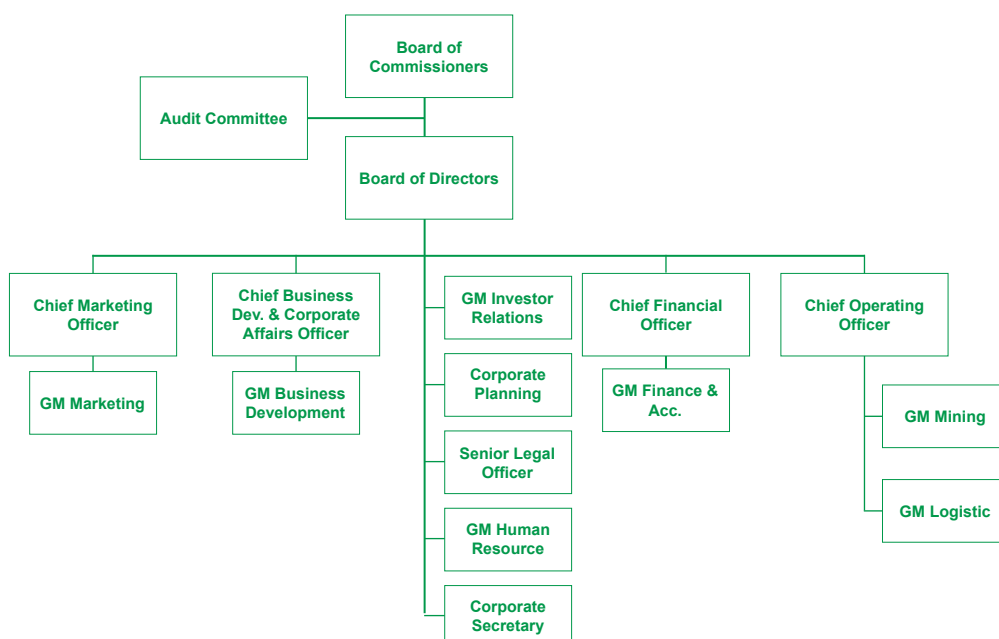 Board of
Commissioners
Audit Committee
Board of Directors
Chief Marketing
Officer
Chief Business
Dev. & Corporate
Affairs Officer
GM Investor
Relations
Chief Financial
Officer
Chief Operating
Officer
GM Marketing
GM Business
Development
Corporate
Planning
GM Finance &
Acc.
GM Mining
Senior Legal
Officer
GM Logistic
GM Human
Resource
Corporate
Secretary